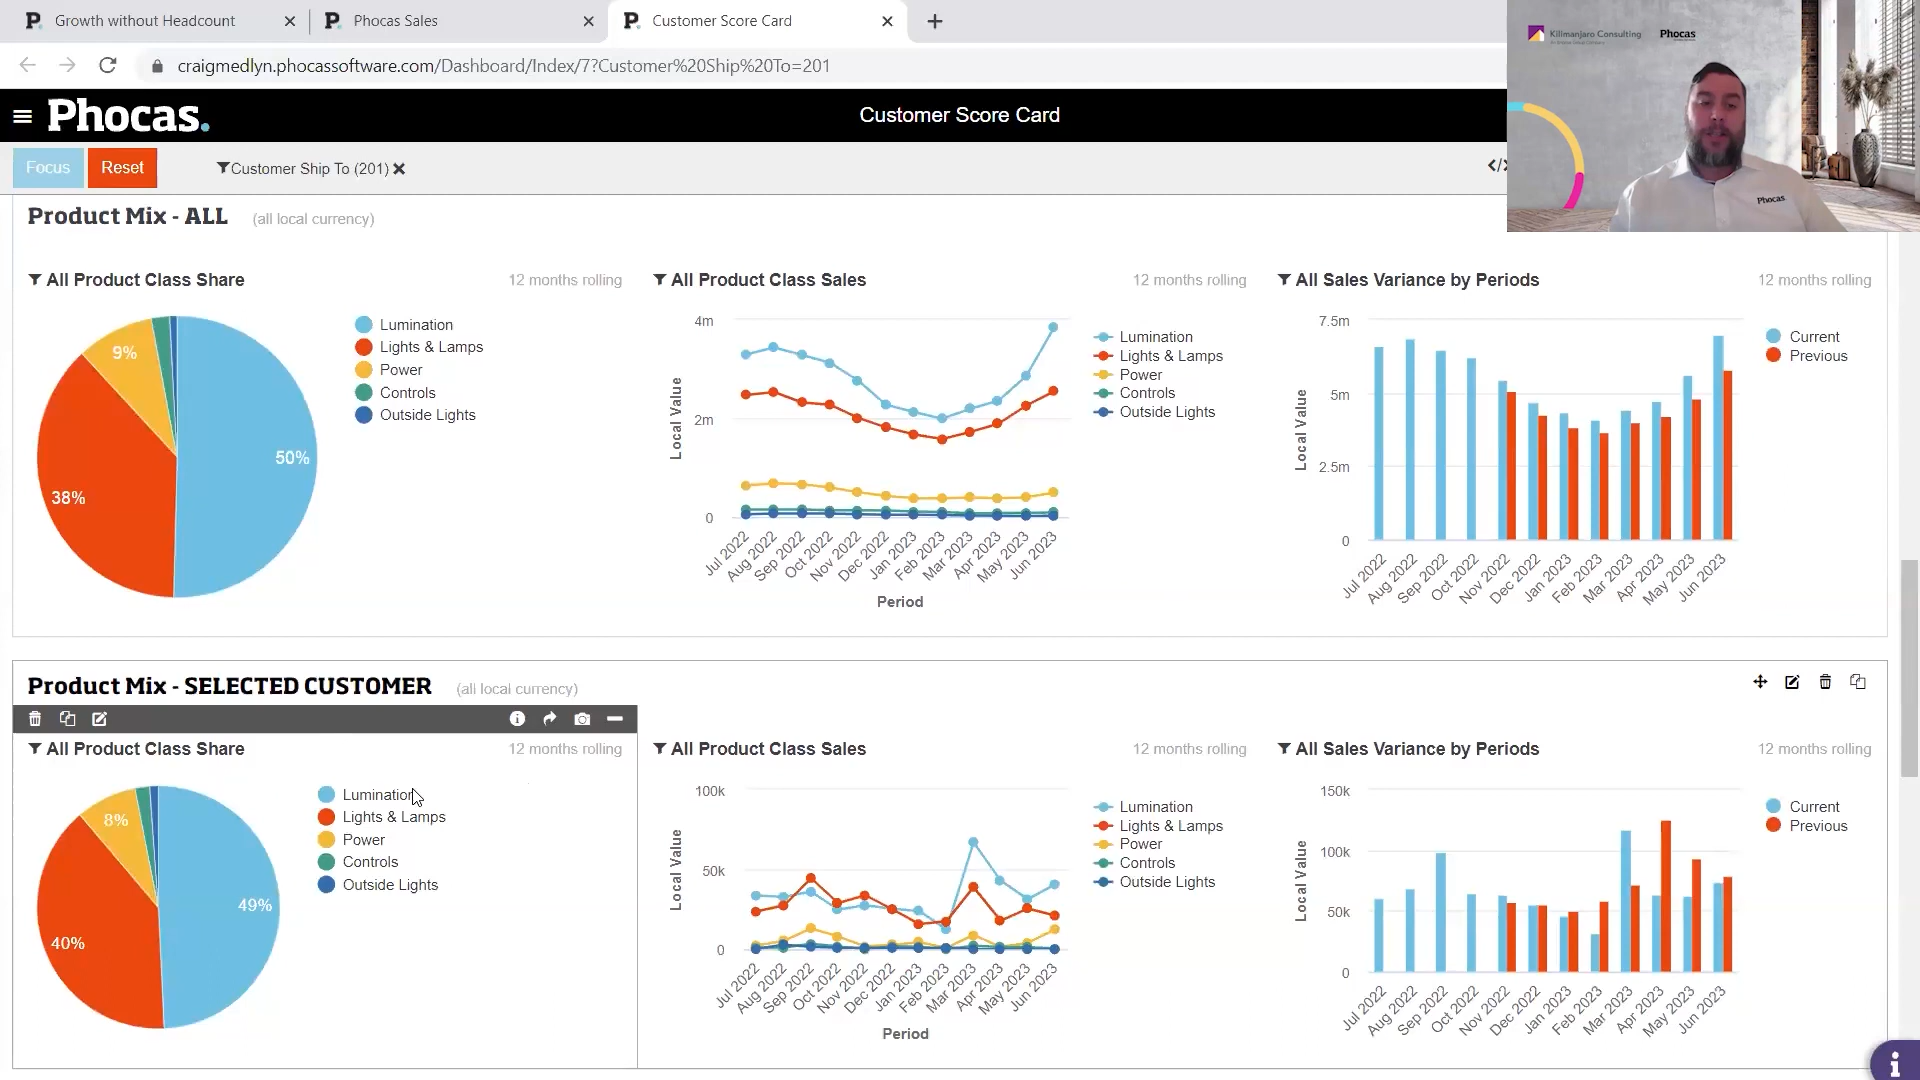 Growth without Headcount
Phocas Sales
Customer Score Card
craigmedlyn.phocassoftware.com/Dashboard/Index/7?Customer%20Ship%20To=201
Kilimanjaro Consulting
Phocas
Phocas
Phocas.
Customer Score Card
Focus
Reset
Customer Ship To (201)
Product Mix - ALL (all local currency)
All Product Class Share 12 months rolling
9%
50%
38%
Lumination
Lights & Lamps
Power
Controls
Outside Lights
All Product Class Sales 12 months rolling
4m
2m
0
Local Value
Jul 2022
Aug 2022
Sep 2022
Oct 2022
Nov 2022
Dec 2022
Jan 2023
Feb 2023
Mar 2023
Apr 2023
May 2023
Jun 2023
Period
Lumination
Lights & Lamps
Power
Controls
Outside Lights
All Sales Variance by Periods 12 months rolling
7.5m
5m
2.5m
0
Local Value
Jul 2022
Aug 2022
Sep 2022
Oct 2022
Nov 2022
Dec 2022
Jan 2023
Feb 2023
Mar 2023
Apr 2023
May 2023
Jun 2023
Current
Previous
Product Mix - SELECTED CUSTOMER (all local currency)
All Product Class Share 12 months rolling
8%
49%
40%
Lumination
Lights & Lamps
Power
Controls
Outside Lights
All Product Class Sales 12 months rolling
100k
50k
0
Local Value
Jul 2022
Aug 2022
Sep 2022
Oct 2022
Nov 2022
Dec 2022
Jan 2023
Feb 2023
Mar 2023
Apr 2023
May 2023
Jun 2023
Period
Lumination
Lights & Lamps
Power
Controls
Outside Lights
All Sales Variance by Periods 12 months rolling
150k
100k
50k
0
Local Value
Jul 2022
Aug 2022
Sep 2022
Oct 2022
Nov 2022
Dec 2022
Jan 2023
Feb 2023
Mar 2023
Apr 2023
May 2023
Jun 2023
Current
Previous